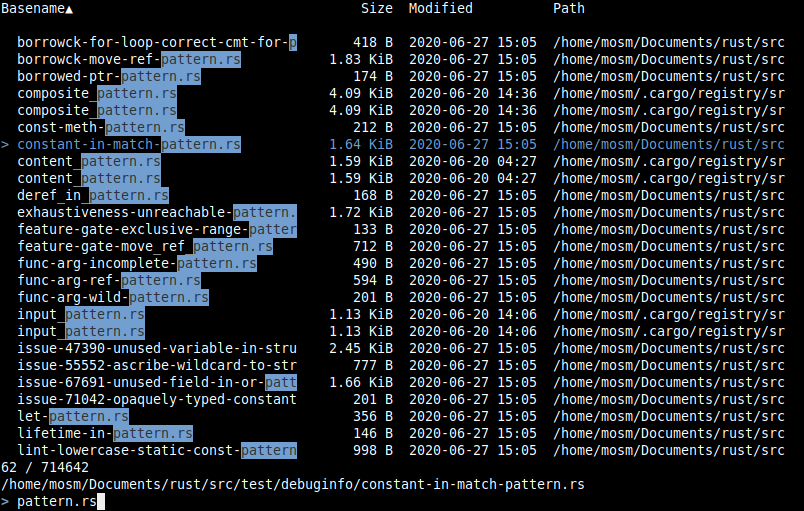 Basename▲ Size Modified Path
borrowck-for-loop-correct-cmt-for-p 418 B 2020-06-27 15:05 /home/mosm/Documents/rust/src
borrowck-move-ref-pattern.rs 1.83 KiB 2020-06-27 15:05 /home/mosm/Documents/rust/src
borrowed-ptr-pattern.rs 174 B 2020-06-27 15:05 /home/mosm/Documents/rust/src
composite_pattern.rs 4.09 KiB 2020-06-20 14:36 /home/mosm/.cargo/registry/sr
composite_pattern.rs 4.09 KiB 2020-06-20 14:36 /home/mosm/.cargo/registry/sr
const-meth-pattern.rs 212 B 2020-06-27 15:05 /home/mosm/Documents/rust/src
> constant-in-match-pattern.rs 1.64 KiB 2020-06-27 15:05 /home/mosm/Documents/rust/src
content_pattern.rs 1.59 KiB 2020-06-20 04:27 /home/mosm/.cargo/registry/sr
content_pattern.rs 1.59 KiB 2020-06-20 04:27 /home/mosm/.cargo/registry/sr
deref_in_pattern.rs 168 B 2020-06-27 15:05 /home/mosm/Documents/rust/src
exhaustiveness-unreachable-pattern. 1.72 KiB 2020-06-27 15:05 /home/mosm/Documents/rust/src
feature-gate-exclusive-range-patter 133 B 2020-06-27 15:05 /home/mosm/Documents/rust/src
feature-gate-move_ref_pattern.rs 712 B 2020-06-27 15:05 /home/mosm/Documents/rust/src
func-arg-incomplete-pattern.rs 490 B 2020-06-27 15:05 /home/mosm/Documents/rust/src
func-arg-ref-pattern.rs 594 B 2020-06-27 15:05 /home/mosm/Documents/rust/src
func-arg-wild-pattern.rs 201 B 2020-06-27 15:05 /home/mosm/Documents/rust/src
input_pattern.rs 1.13 KiB 2020-06-20 14:06 /home/mosm/.cargo/registry/sr
input_pattern.rs 1.13 KiB 2020-06-20 14:06 /home/mosm/.cargo/registry/sr
issue-47390-unused-variable-in-stru 2.45 KiB 2020-06-27 15:05 /home/mosm/Documents/rust/src
issue-55552-ascribe-wildcard-to-str 777 B 2020-06-27 15:05 /home/mosm/Documents/rust/src
issue-67691-unused-field-in-or-patt 1.66 KiB 2020-06-27 15:05 /home/mosm/Documents/rust/src
issue-71042-opaquely-typed-constant 201 B 2020-06-27 15:05 /home/mosm/Documents/rust/src
let-pattern.rs 356 B 2020-06-27 15:05 /home/mosm/Documents/rust/src
lifetime-in-pattern.rs 146 B 2020-06-27 15:05 /home/mosm/Documents/rust/src
lint-lowercase-static-const-pattern 998 B 2020-06-27 15:05 /home/mosm/Documents/rust/src
62 / 714642
/home/mosm/Documents/rust/src/test/debuginfo/constant-in-match-pattern.rs
> pattern.rs